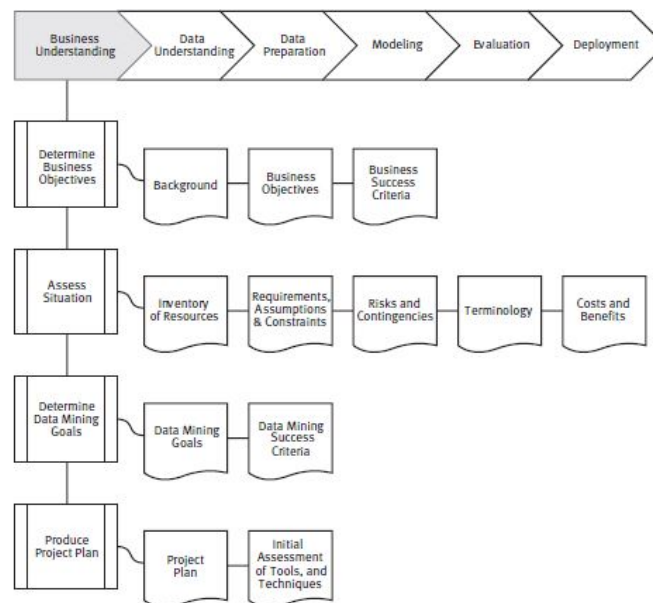 Business
Understanding
Data
Understanding
Data
Preparation
Modeling
Evaluation
Deployment
Determine
Business
Objectives
Background
Business
Objectives
Business
Success
Criteria
Assess
Situation
Inventory
of Resources
Requirements,
Assumptions
& Constraints
Risks and
Contingencies
Terminology
Costs and
Benefits
Determine
Data Mining
Goals
Data Mining
Goals
Data Mining
Success
Criteria
Produce
Project Plan
Project
Plan
Initial
Assessment
of Tools, and
Techniques